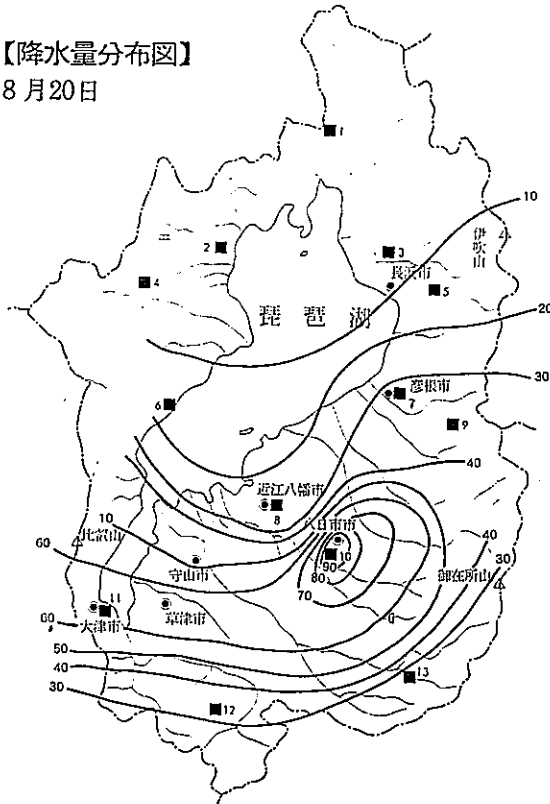 【降水量分布図】
8月20日
1
10
伊吹山
2
3
長浜市
4
5
琵琶湖
20
30
6
彦根市
7
9
40
近江八幡市
8
八日市市
10
比叡山
10
90
80
60
守山市
70
御在所山
40
30
11
60
大津市
草津市
50
40
13
30
12